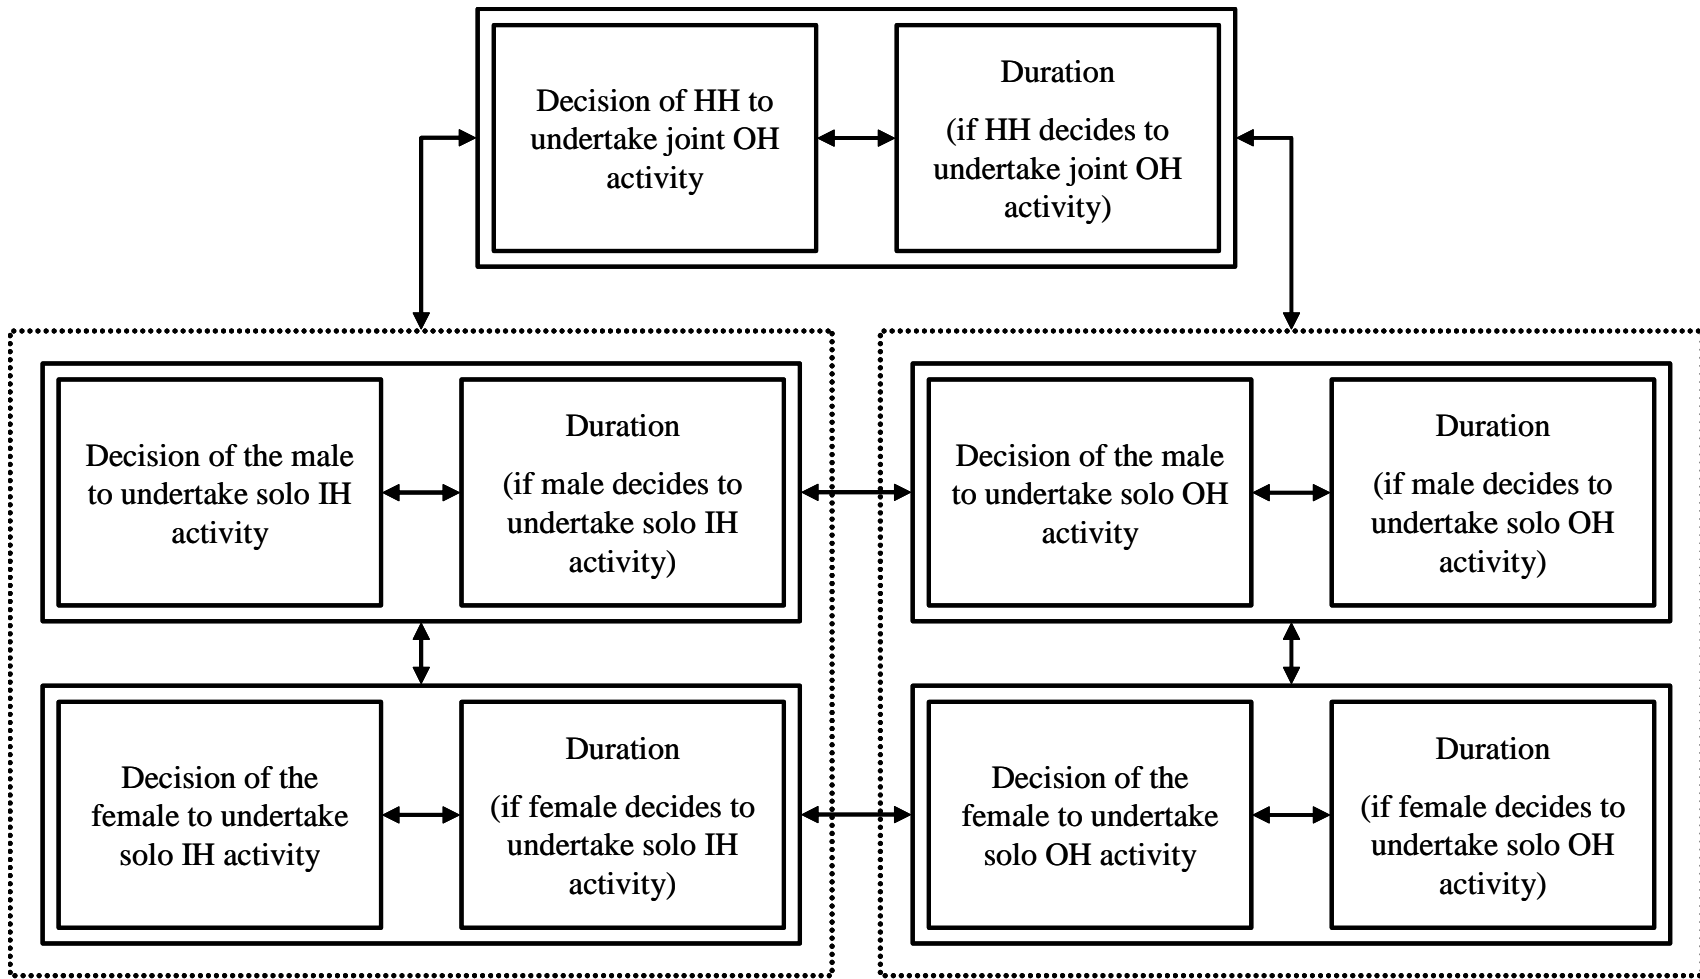 Decision of HH to
undertake joint OH
activity
Duration
(if HH decides to
undertake joint OH
activity)
Decision of the male
to undertake solo IH
activity
Duration
(if male decides to
undertake solo IH
activity)
Decision of the male
to undertake solo OH
activity
Duration
(if male decides to
undertake solo OH
activity)
Decision of the
female to undertake
solo IH activity
Duration
(if female decides to
undertake solo IH
activity)
Decision of the
female to undertake
solo OH activity
Duration
(if female decides to
undertake solo OH
activity)